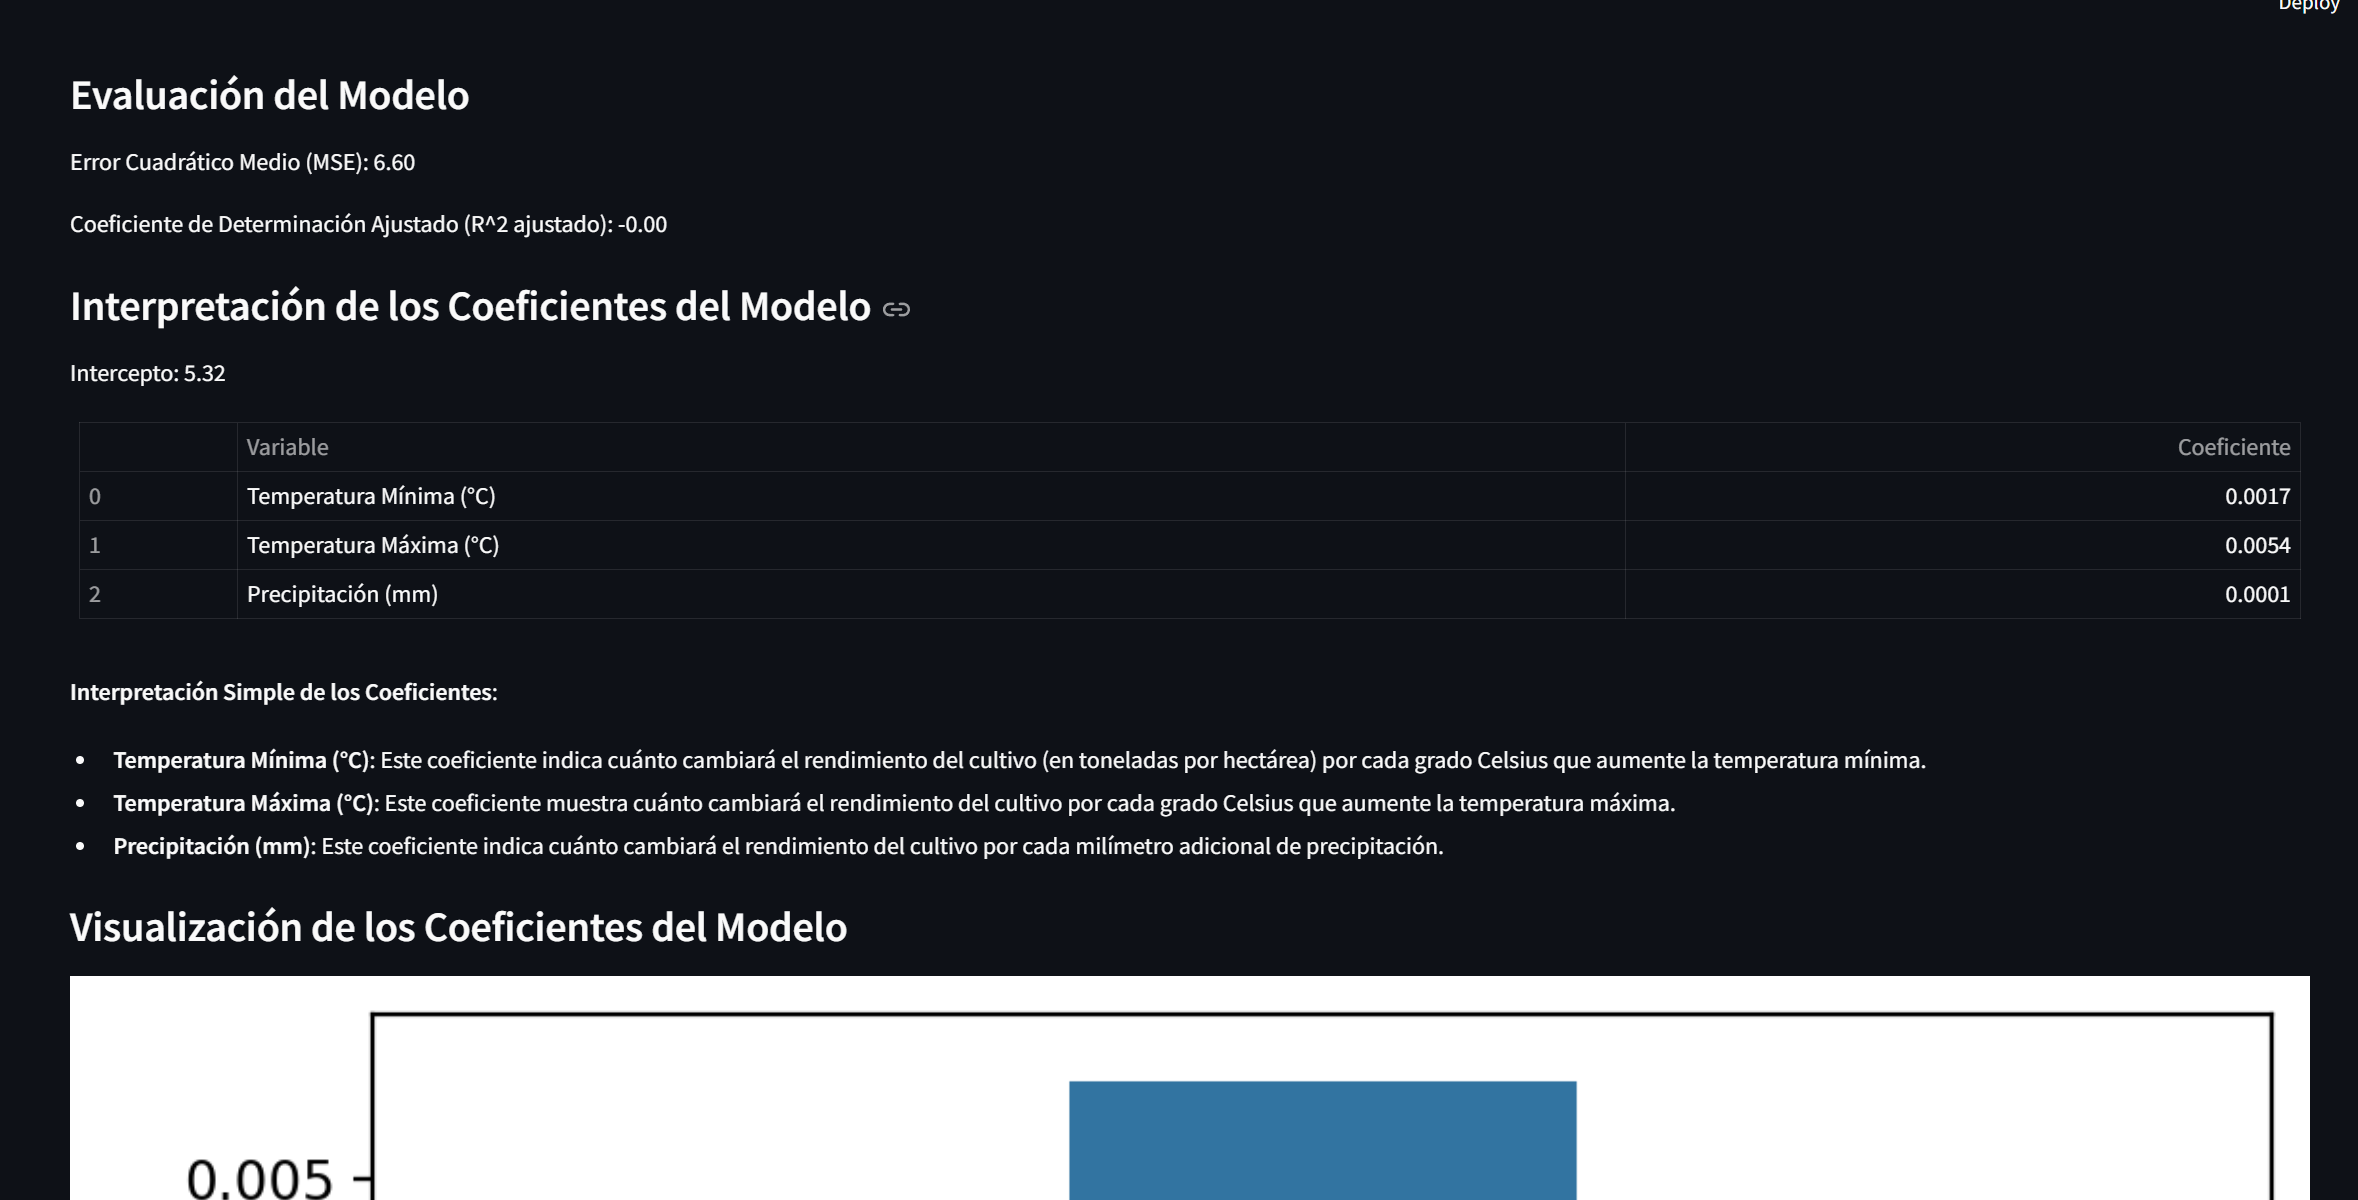 Deploy
Evaluación del Modelo
Error Cuadrático Medio (MSE): 6.60
Coeficiente de Determinación Ajustado (R^2 ajustado): -0.00
Interpretación de los Coeficientes del Modelo
Intercepto: 5.32
Variable Coeficiente
0 Temperatura Mínima (°C) 0.0017
1 Temperatura Máxima (°C) 0.0054
2 Precipitación (mm) 0.0001
Interpretación Simple de los Coeficientes:
• Temperatura Mínima (°C): Este coeficiente indica cuánto cambiará el rendimiento del cultivo (en toneladas por hectárea) por cada grado Celsius que aumente la temperatura mínima.
• Temperatura Máxima (°C): Este coeficiente muestra cuánto cambiará el rendimiento del cultivo por cada grado Celsius que aumente la temperatura máxima.
• Precipitación (mm): Este coeficiente indica cuánto cambiará el rendimiento del cultivo por cada milímetro adicional de precipitación.
Visualización de los Coeficientes del Modelo
0.005